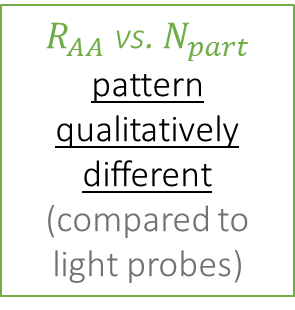 R_AA vs. N_part
pattern
qualitatively
different
(compared to
light probes)